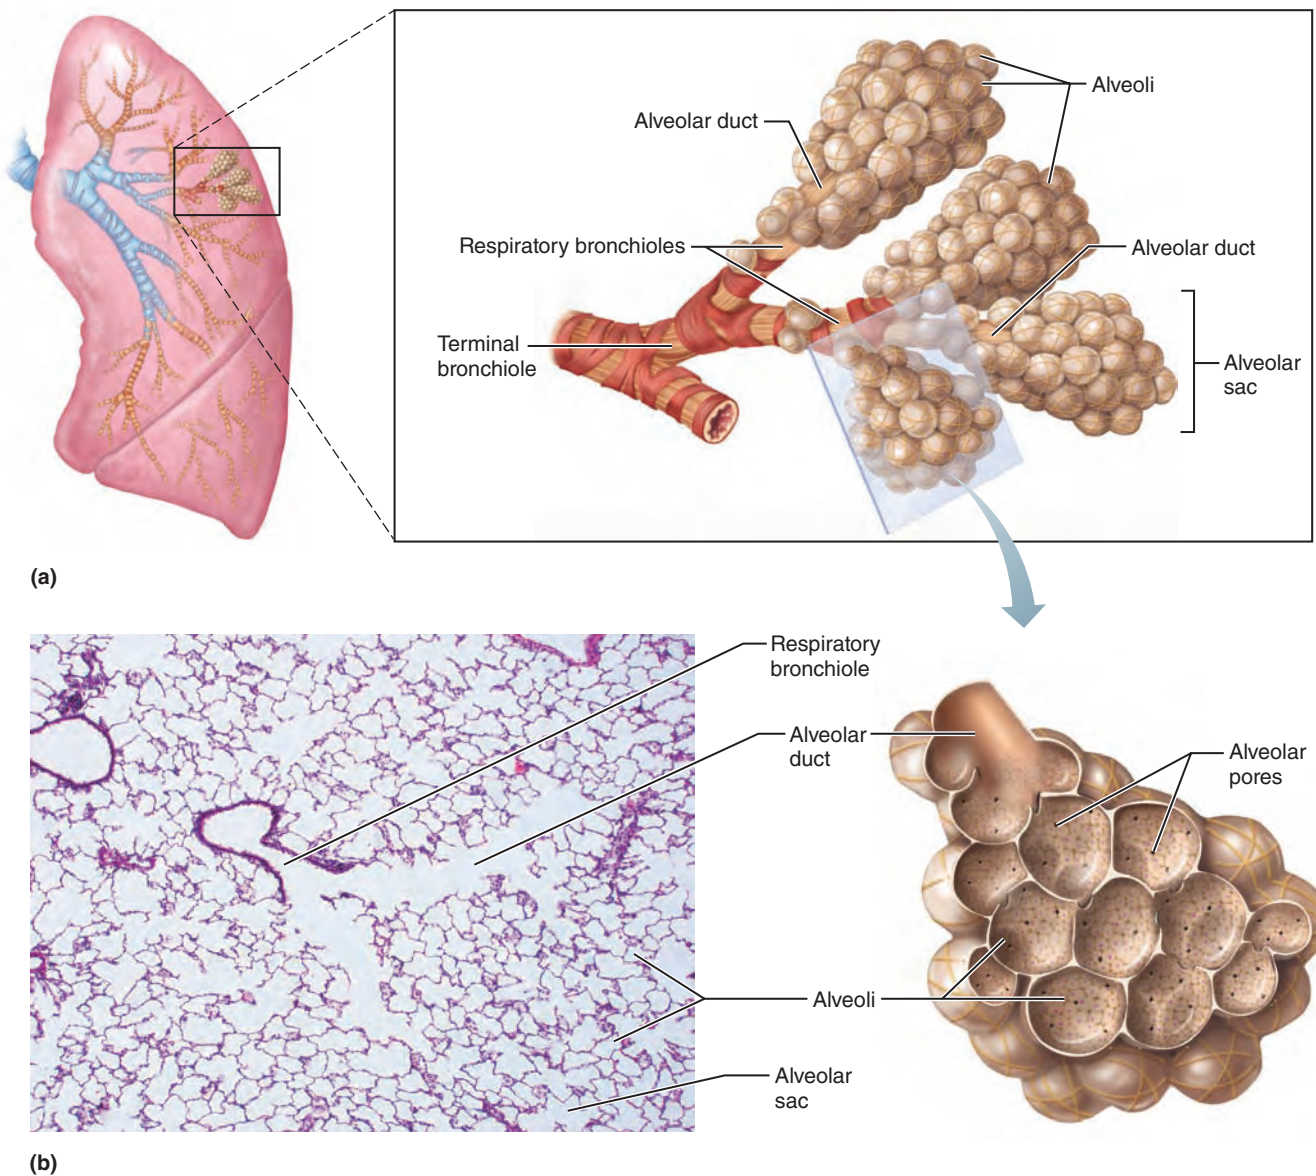 Alveoli
Alveolar duct
Respiratory bronchioles
Alveolar duct
Terminal
bronchiole
Alveolar
sac
(a)
Respiratory
bronchiole
Alveolar
duct
Alveolar
pores
Alveoli
Alveolar
sac
(b)